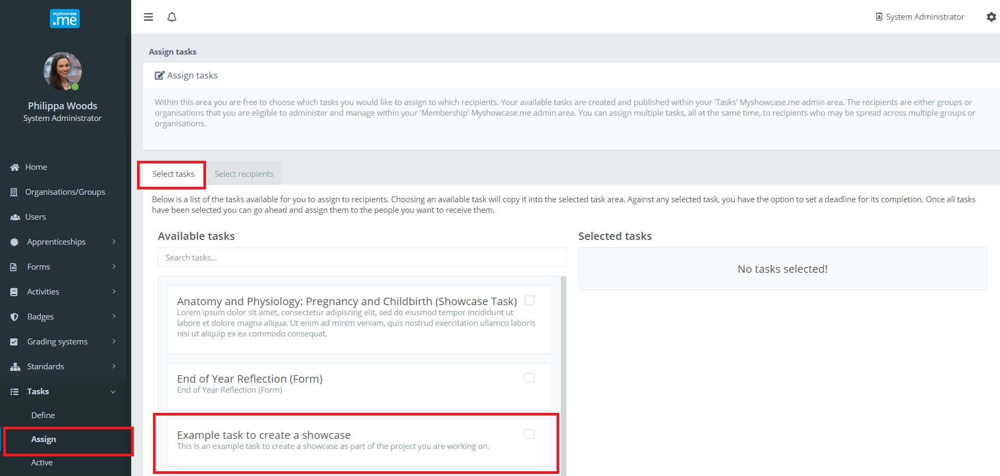 myshowcase
.me
System Administrator
Philippa Woods
System Administrator
Home
Organisations/Groups
Users
Apprenticeships
Forms
Activities
Badges
Grading systems
Standards
Tasks
Define
Assign
Active
Assign tasks
Assign tasks
Within this area you are free to choose which tasks you would like to assign to which recipients. Your available tasks are created and published within your 'Tasks' Myshowcase.me admin area. The recipients are either groups or
organisations that you are eligible to administer and manage within your 'Membership' Myshowcase.me admin area. You can assign multiple tasks, all at the same time, to recipients who may be spread across multiple groups or
organisations.
Select tasks
Select recipients
Below is a list of the tasks available for you to assign to recipients. Choosing an available task will copy it into the selected task area. Against any selected task, you have the option to set a deadline for its completion. Once all tasks
have been selected you can go ahead and assign them to the people you want to receive them.
Available tasks
Search tasks...
Anatomy and Physiology: Pregnancy and Childbirth (Showcase Task)
Lorem ipsum dolor sit amet, consectetur adipiscing elit, sed do eiusmod tempor incididunt ut
labore et dolore magna aliqua. Ut enim ad minim veniam, quis nostrud exercitation ullamco laboris
nisi ut aliquip ex ea commodo consequat.
End of Year Reflection (Form)
End of Year Reflection (Form)
Example task to create a showcase
This is an example task to create a showcase as part of the project you are working on.
Selected tasks
No tasks selected!